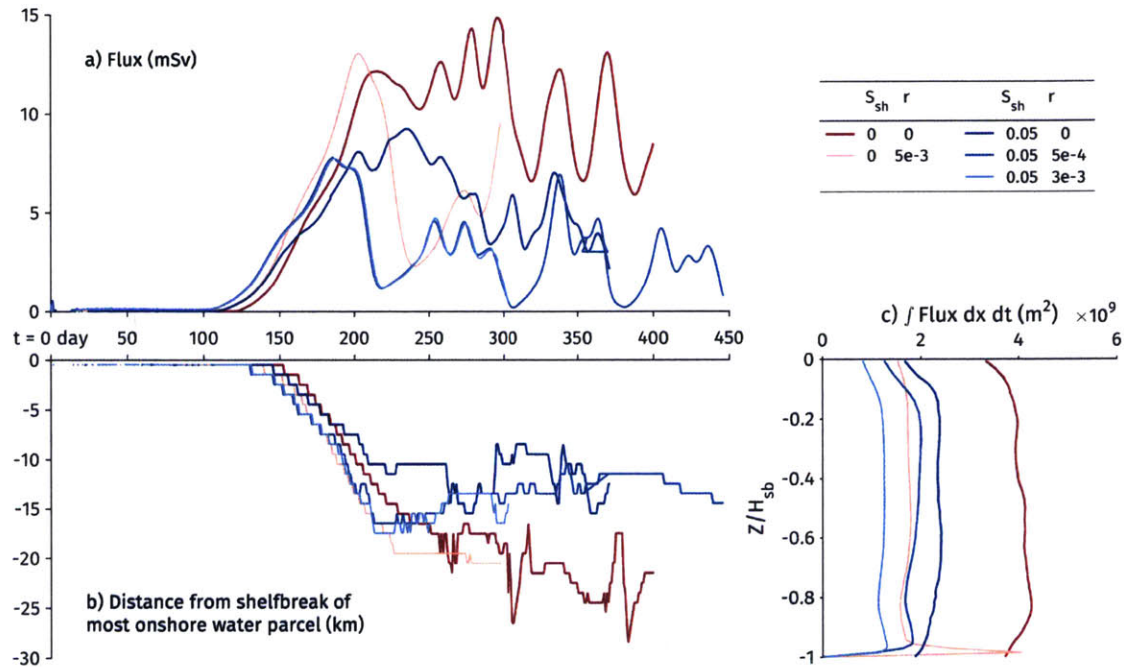 15
a) Flux (mSv)
10
5
0
S_sh r S_sh r
0 0 0.05 0
0 5e-3 0.05 5e-4
0.05 3e-3
t = 0 day 50 100 150 200 250 300 350 400 450
0
-5
-10
-15
-20
-25
-30
b) Distance from shelfbreak of
most onshore water parcel (km)
c) ∫ Flux dx dt (m²) ×10⁹
0 2 4 6
0
-0.2
-0.4
-0.6
-0.8
-1
Z/H_sb